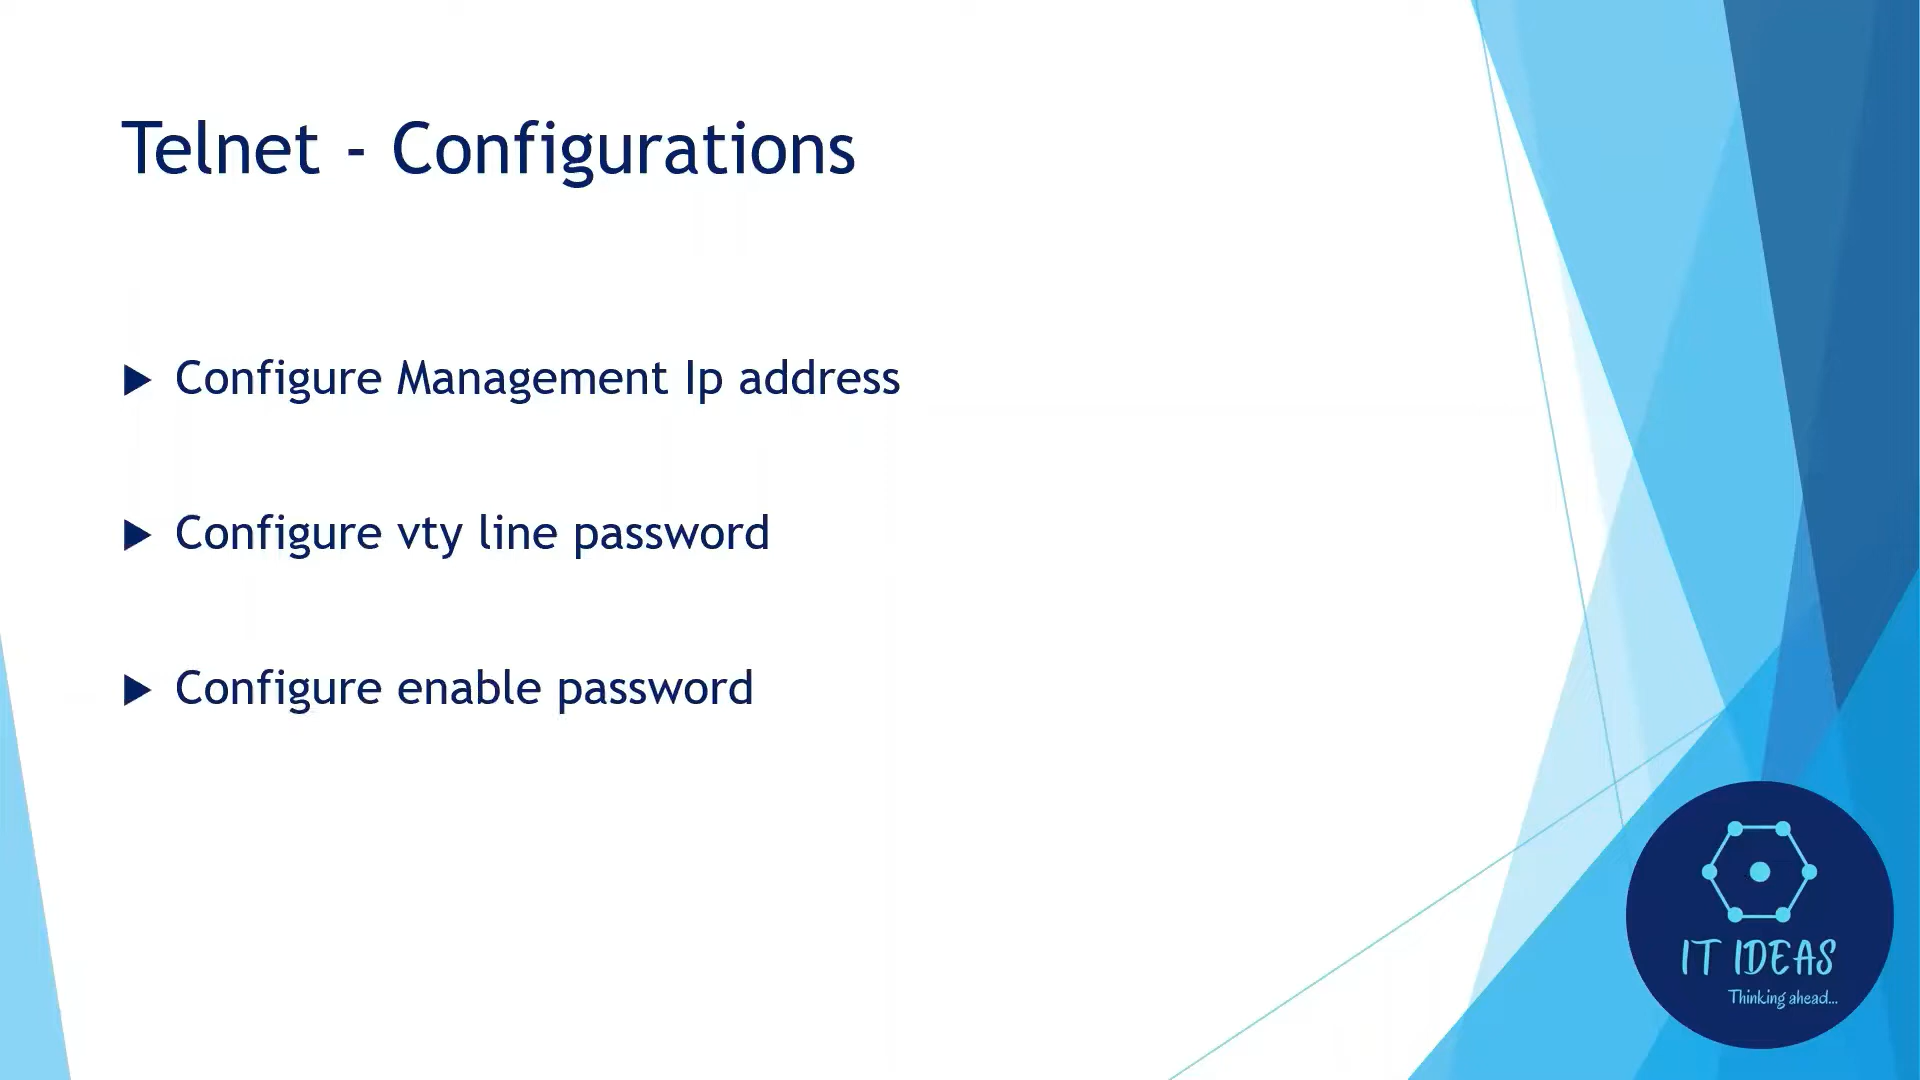 Telnet - Configurations
Configure Management Ip address
Configure vty line password
Configure enable password
IT IDEAS
Thinking ahead...